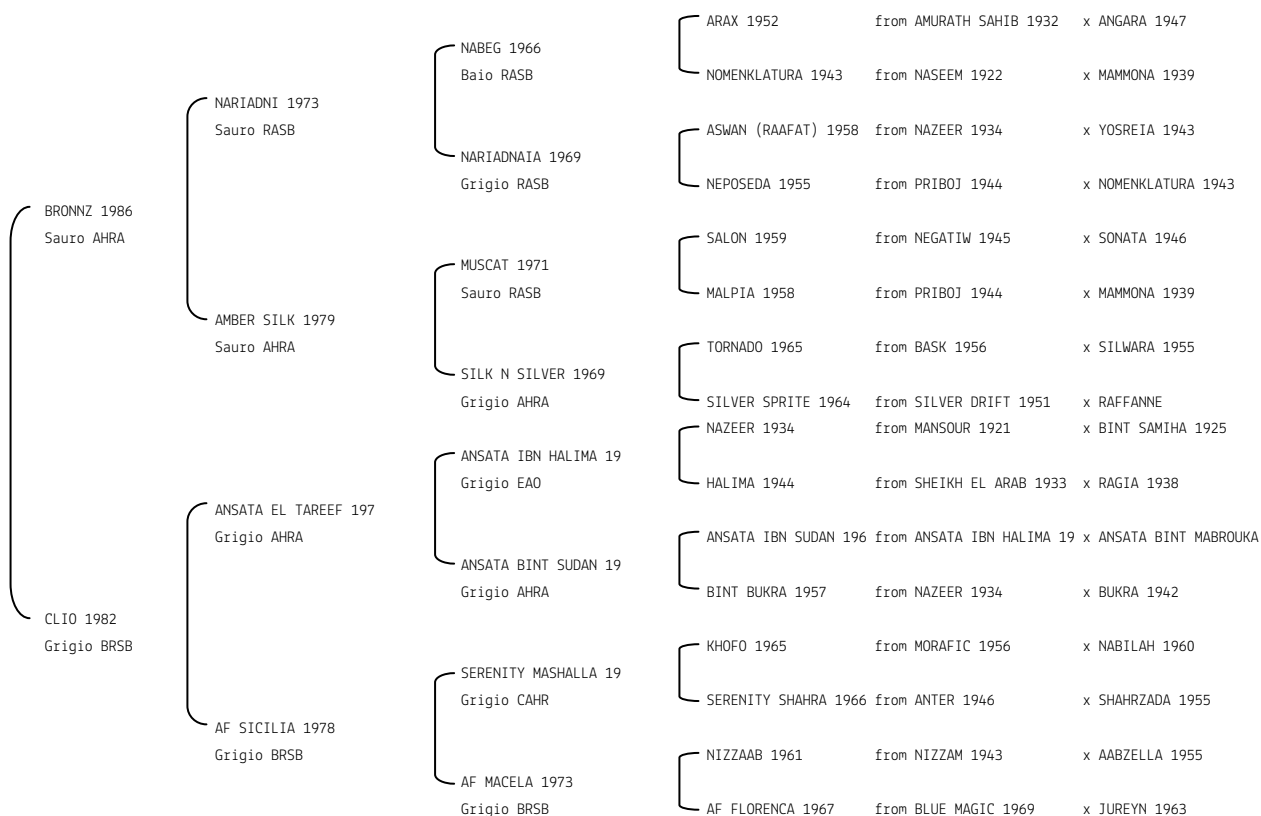 ARAX 1952 from AMURATH SAHIB 1932 x ANGARA 1947
NABEG 1966
Baio RASB NOMENKLATURA 1943 from NASEEM 1922 x MAMMONA 1939
NARIADNI 1973
Sauro RASB ASWAN (RAAFAT) 1958 from NAZEER 1934 x YOSREIA 1943
NARIADNAIA 1969
Grigio RASB NEPOSEDA 1955 from PRIBOJ 1944 x NOMENKLATURA 1943
BRONNZ 1986
Sauro AHRA SALON 1959 from NEGATIW 1945 x SONATA 1946
MUSCAT 1971
Sauro RASB MALPIA 1958 from PRIBOJ 1944 x MAMMONA 1939
AMBER SILK 1979
Sauro AHRA TORNADO 1965 from BASK 1956 x SILWARA 1955
SILK N SILVER 1969
Grigio AHRA SILVER SPRITE 1964 from SILVER DRIFT 1951 x RAFFANNE
NAZEER 1934 from MANSOUR 1921 x BINT SAMIHA 1925
ANSATA IBN HALIMA 19
Grigio EAO HALIMA 1944 from SHEIKH EL ARAB 1933 x RAGIA 1938
ANSATA EL TAREEF 197
Grigio AHRA ANSATA IBN SUDAN 196 from ANSATA IBN HALIMA 19 x ANSATA BINT MABROUKA
ANSATA BINT SUDAN 19
Grigio AHRA BINT BUKRA 1957 from NAZEER 1934 x BUKRA 1942
CLIO 1982
Grigio BRSB KHOFO 1965 from MORAFIC 1956 x NABILAH 1960
SERENITY MASHALLA 19
Grigio CAHR SERENITY SHAHRA 1966 from ANTER 1946 x SHAHRZADA 1955
AF SICILIA 1978
Grigio BRSB NIZZAAB 1961 from NIZZAM 1943 x AABZELLA 1955
AF MACELA 1973
Grigio BRSB AF FLORENCA 1967 from BLUE MAGIC 1969 x JUREYN 1963